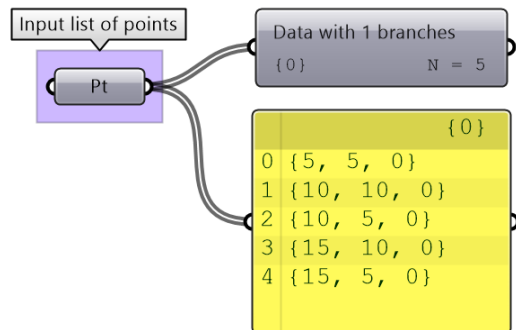 Input list of points
Pt
Data with 1 branches
{0} N = 5
{0}
0 {5, 5, 0}
1 {10, 10, 0}
2 {10, 5, 0}
3 {15, 10, 0}
4 {15, 5, 0}